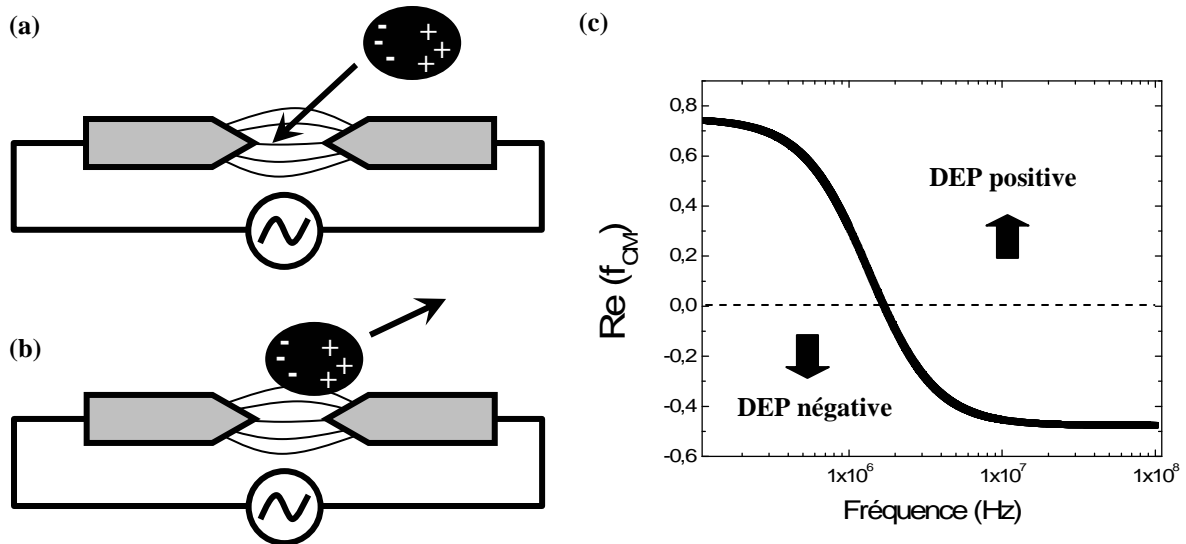 (a)
- + - + - +
(b)
- + - + - +
(c)
Re (f_CM)
0,8
0,6
0,4
0,2
0,0
-0,2
-0,4
-0,6
DEP positive
DEP négative
1x10^6 1x10^7 1x10^8
Fréquence (Hz)